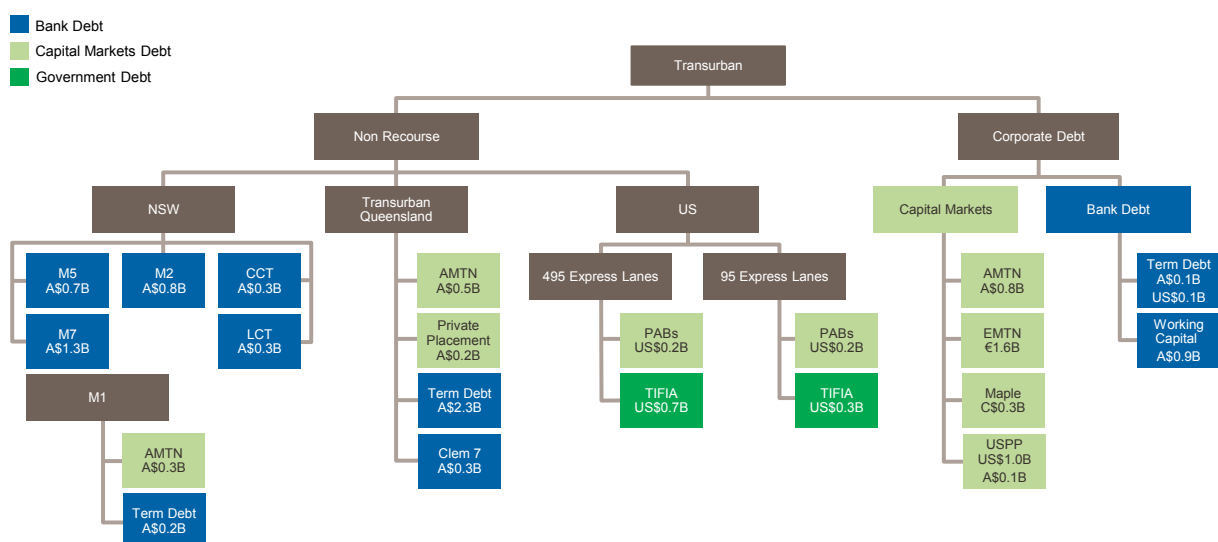 Bank Debt
Capital Markets Debt
Government Debt
Transurban
Non Recourse
Corporate Debt
NSW
Transurban
Queensland
US
Capital Markets
Bank Debt
M5
A$0.7B
M2
A$0.8B
CCT
A$0.3B
M7
A$1.3B
LCT
A$0.3B
M1
AMTN
A$0.3B
Term Debt
A$0.2B
AMTN
A$0.5B
Private
Placement
A$0.2B
Term Debt
A$2.3B
Clem 7
A$0.3B
495 Express Lanes
95 Express Lanes
PABs
US$0.2B
TIFIA
US$0.7B
PABs
US$0.2B
TIFIA
US$0.3B
AMTN
A$0.8B
EMTN
€1.6B
Maple
C$0.3B
USPP
US$1.0B
A$0.1B
Term Debt
A$0.1B
US$0.1B
Working
Capital
A$0.9B